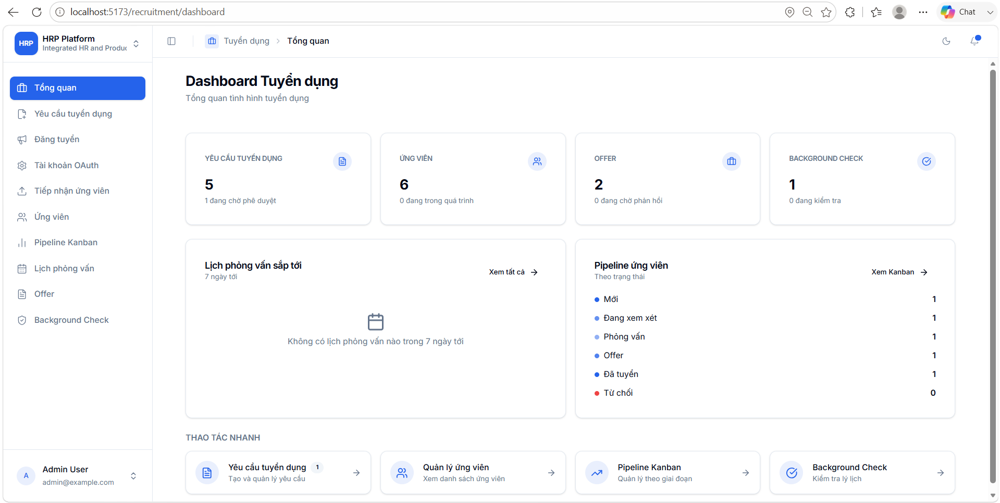 localhost:5173/recruitment/dashboard
Chat
HRP
HRP Platform
Integrated HR and Produc
Tuyển dụng
Tổng quan
Tổng quan
Yêu cầu tuyển dụng
Đăng tuyển
Tài khoản OAuth
Tiếp nhận ứng viên
Ứng viên
Pipeline Kanban
Lịch phỏng vấn
Offer
Background Check
A
Admin User
admin@example.com
Dashboard Tuyển dụng
Tổng quan tình hình tuyển dụng
YÊU CẦU TUYỂN DỤNG
5
1 đang chờ phê duyệt
ỨNG VIÊN
6
0 đang trong quá trình
OFFER
2
0 đang chờ phản hồi
BACKGROUND CHECK
1
0 đang kiểm tra
Lịch phỏng vấn sắp tới
7 ngày tới
Xem tất cả
Không có lịch phỏng vấn nào trong 7 ngày tới
Pipeline ứng viên
Theo trạng thái
Xem Kanban
Mới 1
Đang xem xét 1
Phỏng vấn 1
Offer 1
Đã tuyển 1
Từ chối 0
THAO TÁC NHANH
Yêu cầu tuyển dụng 1
Tạo và quản lý yêu cầu
Quản lý ứng viên
Xem danh sách ứng viên
Pipeline Kanban
Quản lý theo giai đoạn
Background Check
Kiểm tra lý lịch